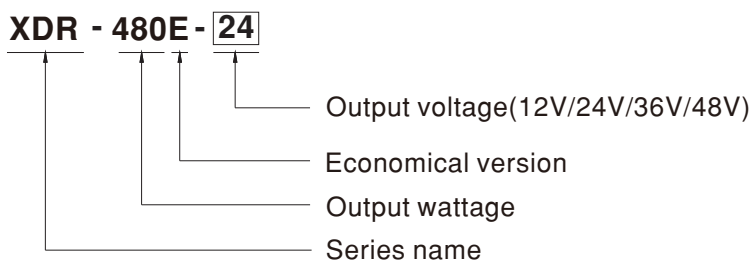 XDR - 480E - 24
Output voltage(12V/24V/36V/48V)
Economical version
Output wattage
Series name